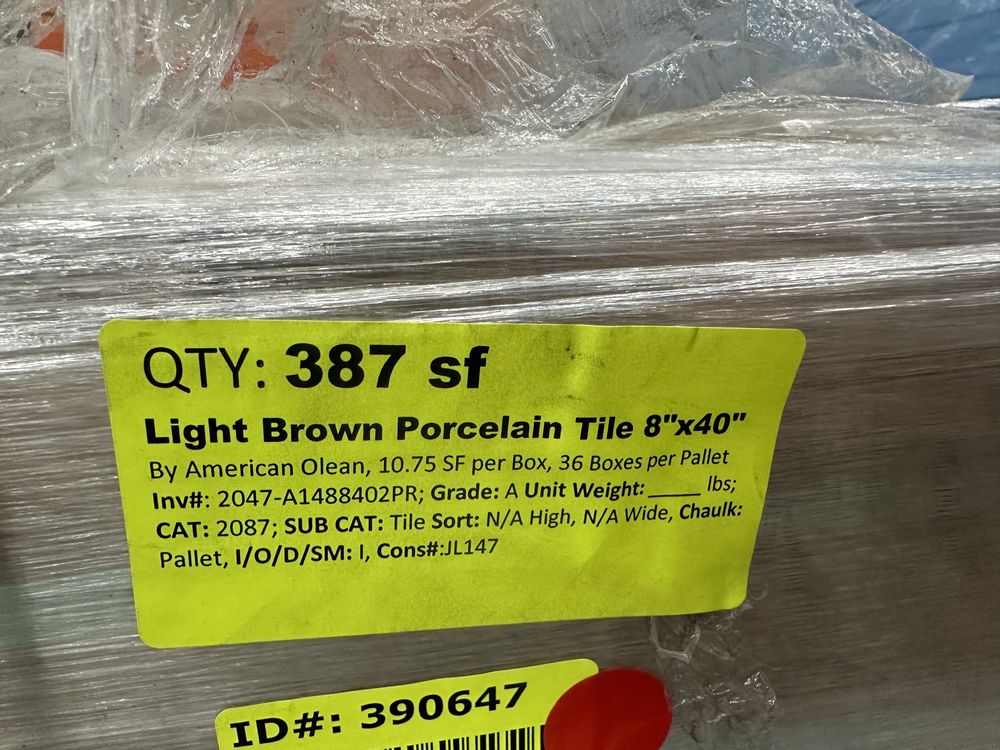 QTY: 387 sf
Light Brown Porcelain Tile 8"x40"
By American Olean, 10.75 SF per Box, 36 Boxes per Pallet
Inv#: 2047-A1488402PR; Grade: A Unit Weight:_____ lbs;
CAT: 2087; SUB CAT: Tile Sort: N/A High, N/A Wide, Chaulk:
Pallet, I/O/D/SM: I, Cons#:JL147
ID#: 390647